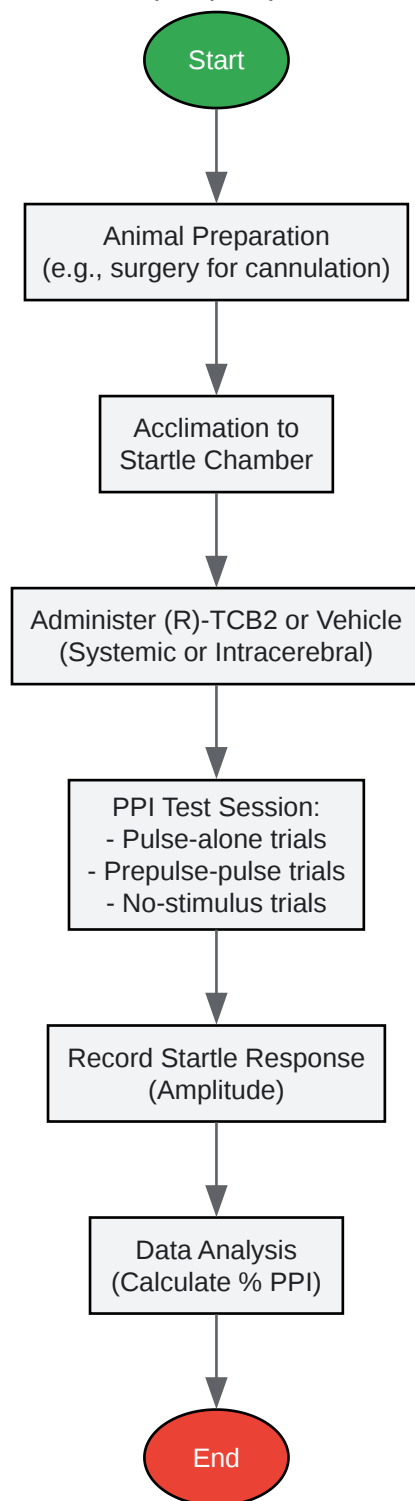 Start
Animal Preparation
(e.g., surgery for cannulation)
Acclimation to
Startle Chamber
Administer (R)-TCB2 or Vehicle
(Systemic or Intracerebral)
PPI Test Session:
- Pulse-alone trials
- Prepulse-pulse trials
- No-stimulus trials
Record Startle Response
(Amplitude)
Data Analysis
(Calculate % PPI)
End